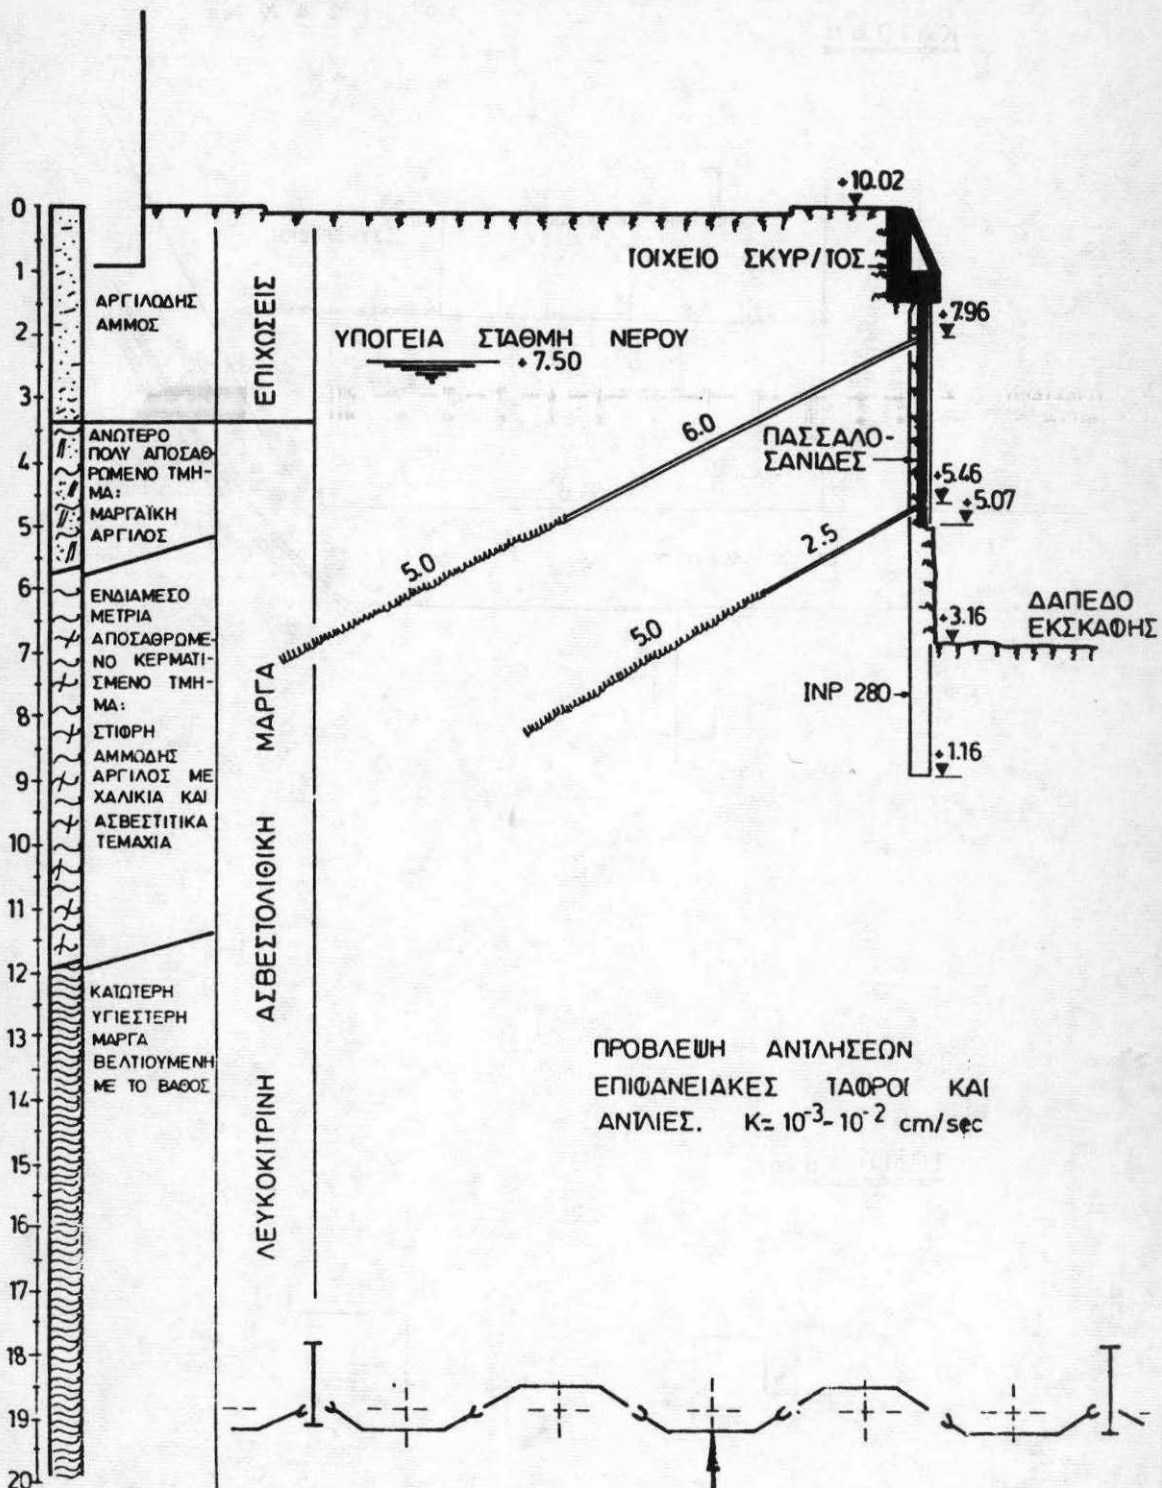 +10.02
0
1
2
3
4
5
6
7
8
9
10
11
12
13
14
15
16
17
18
19
20
ΑΡΓΙΛΩΔΗΣ
ΑΜΜΟΣ
ΑΝΩΤΕΡΟ
ΠΟΛΥ ΑΠΟΣΑΘ
ΡΩΜΕΝΟ ΤΜΗ-
ΜΑ:
ΜΑΡΓΑΪΚΗ
ΑΡΓΙΛΟΣ
ΕΝΔΙΑΜΕΣΟ
ΜΕΤΡΙΑ
ΑΠΟΣΑΘΡΩΜΕ-
ΝΟ ΚΕΡΜΑΤΙ-
ΣΜΕΝΟ ΤΜΗ-
ΜΑ:
ΣΤΙΦΡΗ
ΑΜΜΩΔΗΣ
ΑΡΓΙΛΟΣ ΜΕ
ΧΑΛΙΚΙΑ ΚΑΙ
ΑΣΒΕΣΤΙΤΙΚΑ
ΤΕΜΑΧΙΑ
ΚΑΤΩΤΕΡΗ
ΥΓΙΕΣΤΕΡΗ
ΜΑΡΓΑ
ΒΕΛΤΙΟΥΜΕΝΗ
ΜΕ ΤΟ ΒΑΘΟΣ
ΕΠΙΧΩΣΕΙΣ
ΛΕΥΚΟΚΙΤΡΙΝΗ ΑΣΒΕΣΤΟΛΙΘΙΚΗ ΜΑΡΓΑ
ΤΟΙΧΕΙΟ ΣΚΥΡ/ΤΟΣ
ΥΠΟΓΕΙΑ ΣΤΑΘΜΗ ΝΕΡΟΥ
+7.50
+7.96
6.0
ΠΑΣΣΑΛΟ-
ΣΑΝΙΔΕΣ
+5.46
+5.07
5.0
2.5
5.0
ΔΑΠΕΔΟ
ΕΚΣΚΑΦΗΣ
+3.16
INP 280
+1.16
ΠΡΟΒΛΕΨΗ ΑΝΤΛΗΣΕΩΝ
ΕΠΙΦΑΝΕΙΑΚΕΣ ΤΑΦΡΟΙ ΚΑΙ
ΑΝΤΛΙΕΣ. K= 10⁻³-10⁻² cm/sec